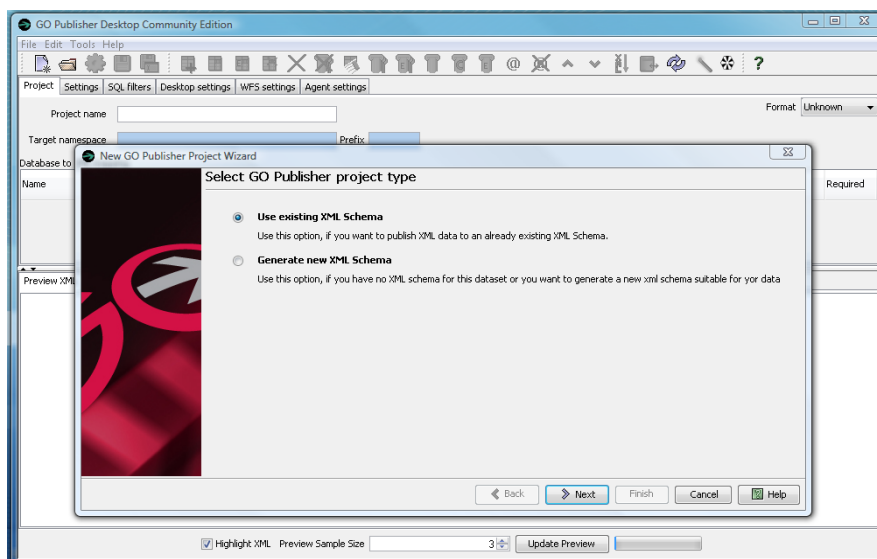 GO Publisher Desktop Community Edition
File Edit Tools Help
Project Settings SQL filters Desktop settings WFS settings Agent settings
Project name
Format Unknown
Target namespace Prefix
Database to
New GO Publisher Project Wizard
Name
Required
Select GO Publisher project type
Use existing XML Schema
Use this option, if you want to publish XML data to an already existing XML Schema.
Generate new XML Schema
Use this option, if you have no XML schema for this dataset or you want to generate a new xml schema suitable for yor data
Preview XML
GO
Back Next Finish Cancel Help
Highlight XML Preview Sample Size 3 Update Preview